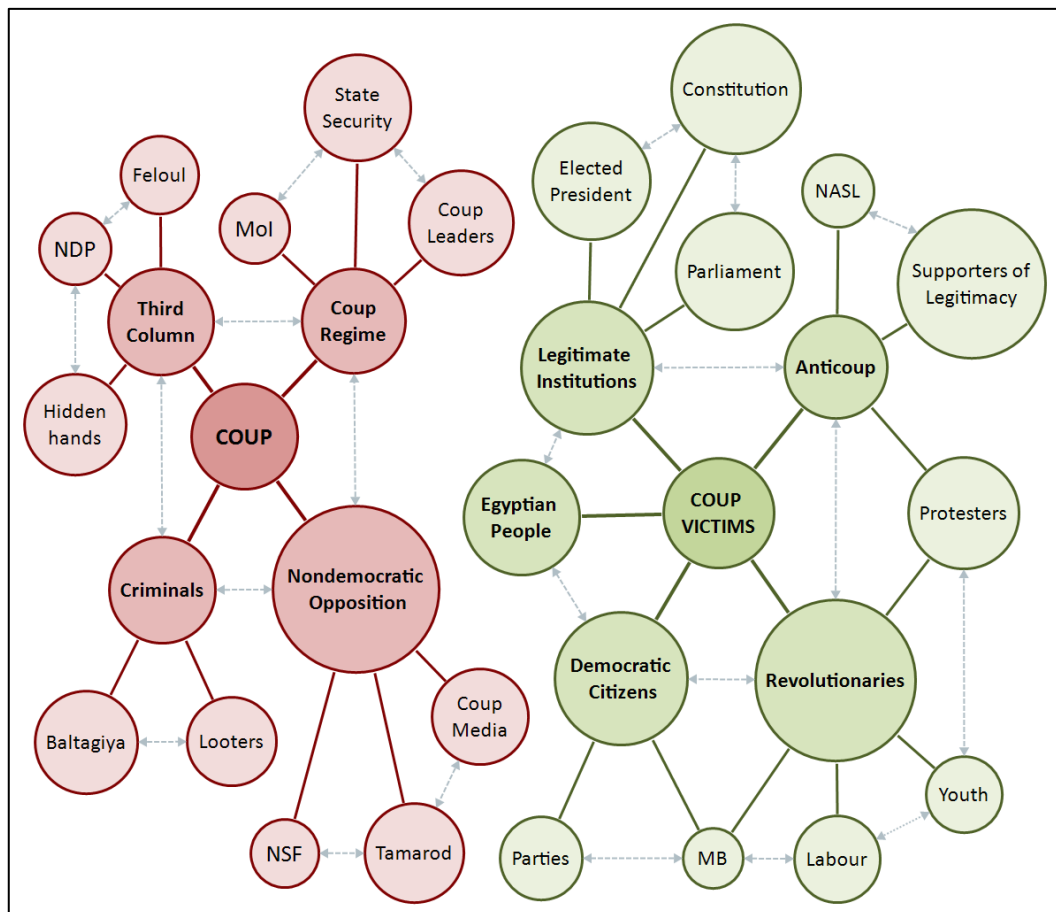 State
Security
Feloul
NDP
MoI
Coup
Leaders
Third
Column
Coup
Regime
Hidden
hands
COUP
Criminals
Nondemocratic
Opposition
Baltagiya
Looters
Coup
Media
NSF
Tamarod
Constitution
Elected
President
NASL
Parliament
Supporters of
Legitimacy
Legitimate
Institutions
Anticoup
Egyptian
People
COUP
VICTIMS
Protesters
Democratic
Citizens
Revolutionaries
Youth
Parties
MB
Labour